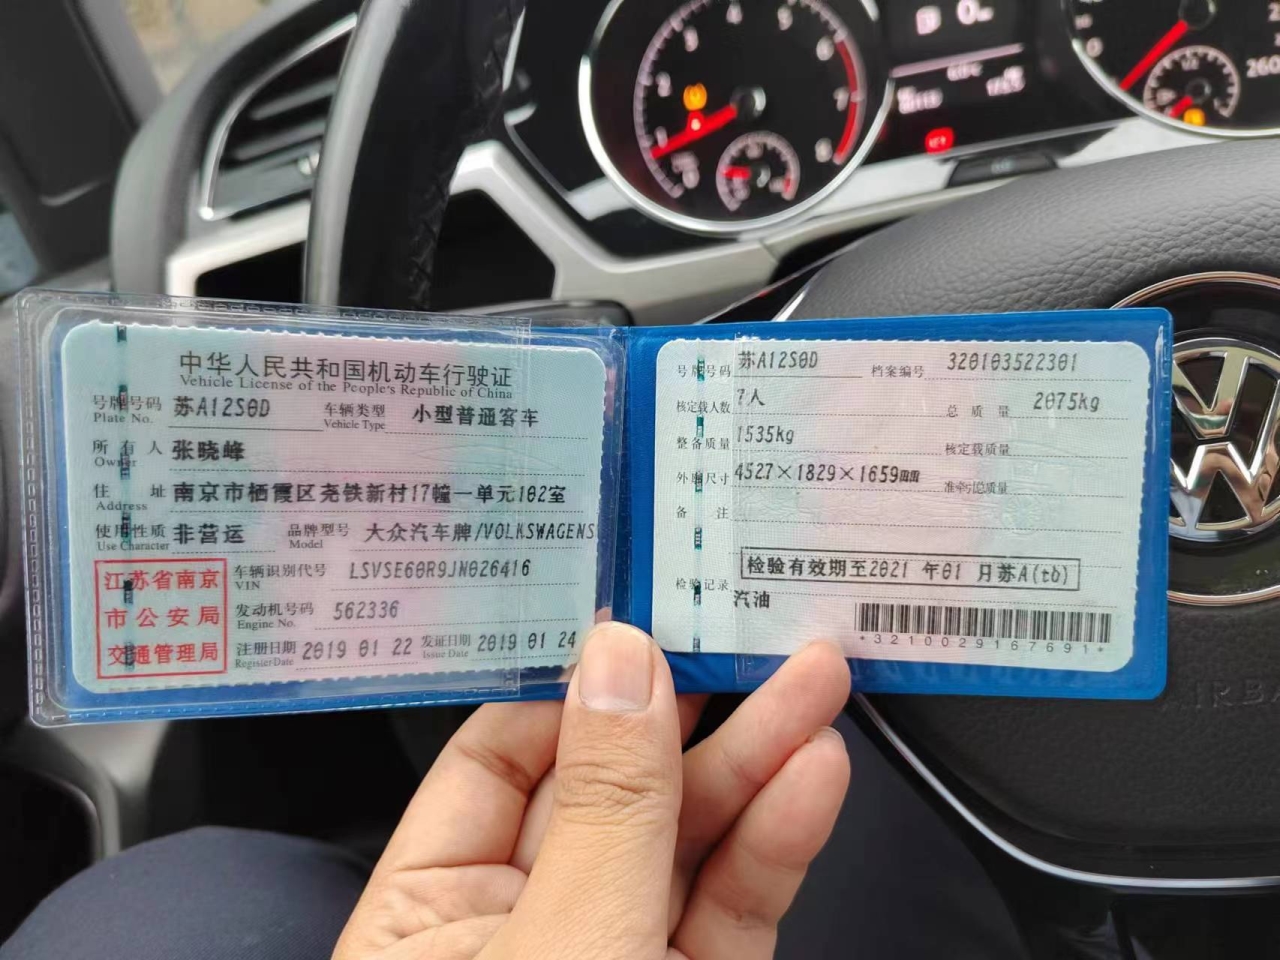 中华人民共和国机动车行驶证
Vehicle License of the People's Republic of China
号牌号码 苏A12S0D 车辆类型 小型普通客车
Plate No. Vehicle Type
所有人 张晓峰
Owner
住址 南京市栖霞区尧铁新村17幢一单元102室
Address
使用性质 非营运 品牌型号 大众汽车牌/VOLKSWAGENS
Use Character Model
江苏省南京
市公安局
交通管理局
车辆识别代号 LSVSE60R9JN026416
VIN
发动机号码 562336
Engine No.
注册日期 2019 01 22 发证日期 2019 01 24
Register Date Issue Date
号牌号码 苏A12S0D 档案编号 320103522301
核定载人数 7人 总质量 2075kg
整备质量 1535kg 核定载质量
外廓尺寸 4527×1829×1659mm 准牵引总质量
备注
检验有效期至2021 年01 月苏A(tb)
检验记录
汽油
*3210029167691*
1
2
3
4
5
6
7
8
260
AIRBA